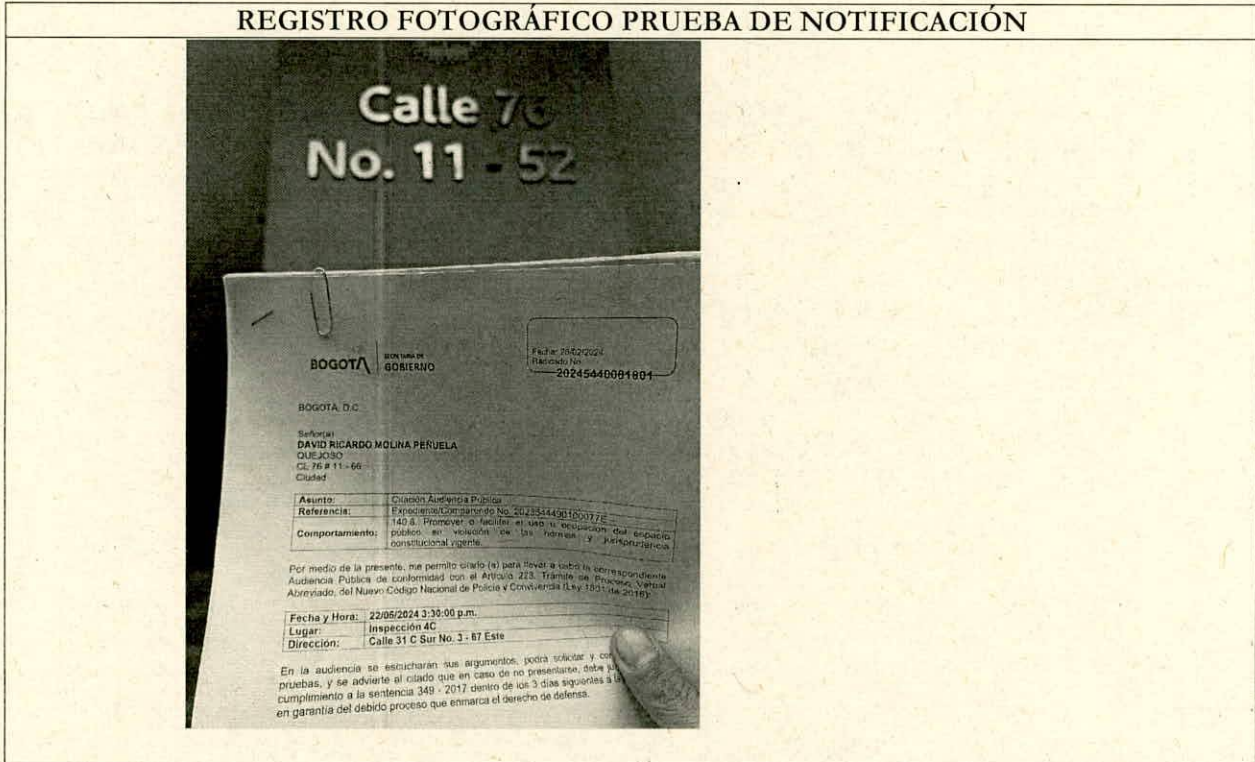 REGISTRO FOTOGRÁFICO PRUEBA DE NOTIFICACIÓN
Calle 76
No. 11 - 52
BOGOTÁ
SECRETARÍA DE
GOBIERNO
Fecha: 28/02/2024
Radicado No.
20245440081801
BOGOTÁ, D.C.
Señor(a)
DAVID RICARDO MOLINA PEÑUELA
QUEJOSO
CL 76 # 11 - 66
Ciudad
Asunto: Citación Audiencia Pública
Referencia: Expediente/Comparendo No.
Comportamiento: 140.6. Promover o facilitar el uso u ocupación del espacio
público en violación de las normas y jurisprudencia
constitucional vigente.
Por medio de la presente, me permito citarlo (a) para llevar a cabo la correspondiente
Audiencia Pública de conformidad con el Artículo 223. Trámite de Proceso Verbal
Abreviado, del Nuevo Código Nacional de Policía y Convivencia (Ley 1801 de 2016):
Fecha y Hora: 22/05/2024 3:30:00 p.m.
Lugar: Inspección 4C
Dirección: Calle 31 C Sur No. 3 - 67 Este
En la audiencia se escucharán sus argumentos, podrá solicitar y
pruebas, y se advierte al citado que en caso de no presentarse, debe
cumplimiento a la sentencia 349 - 2017 dentro de los 3 días siguientes a
en garantía del debido proceso que enmarca el derecho de defensa.